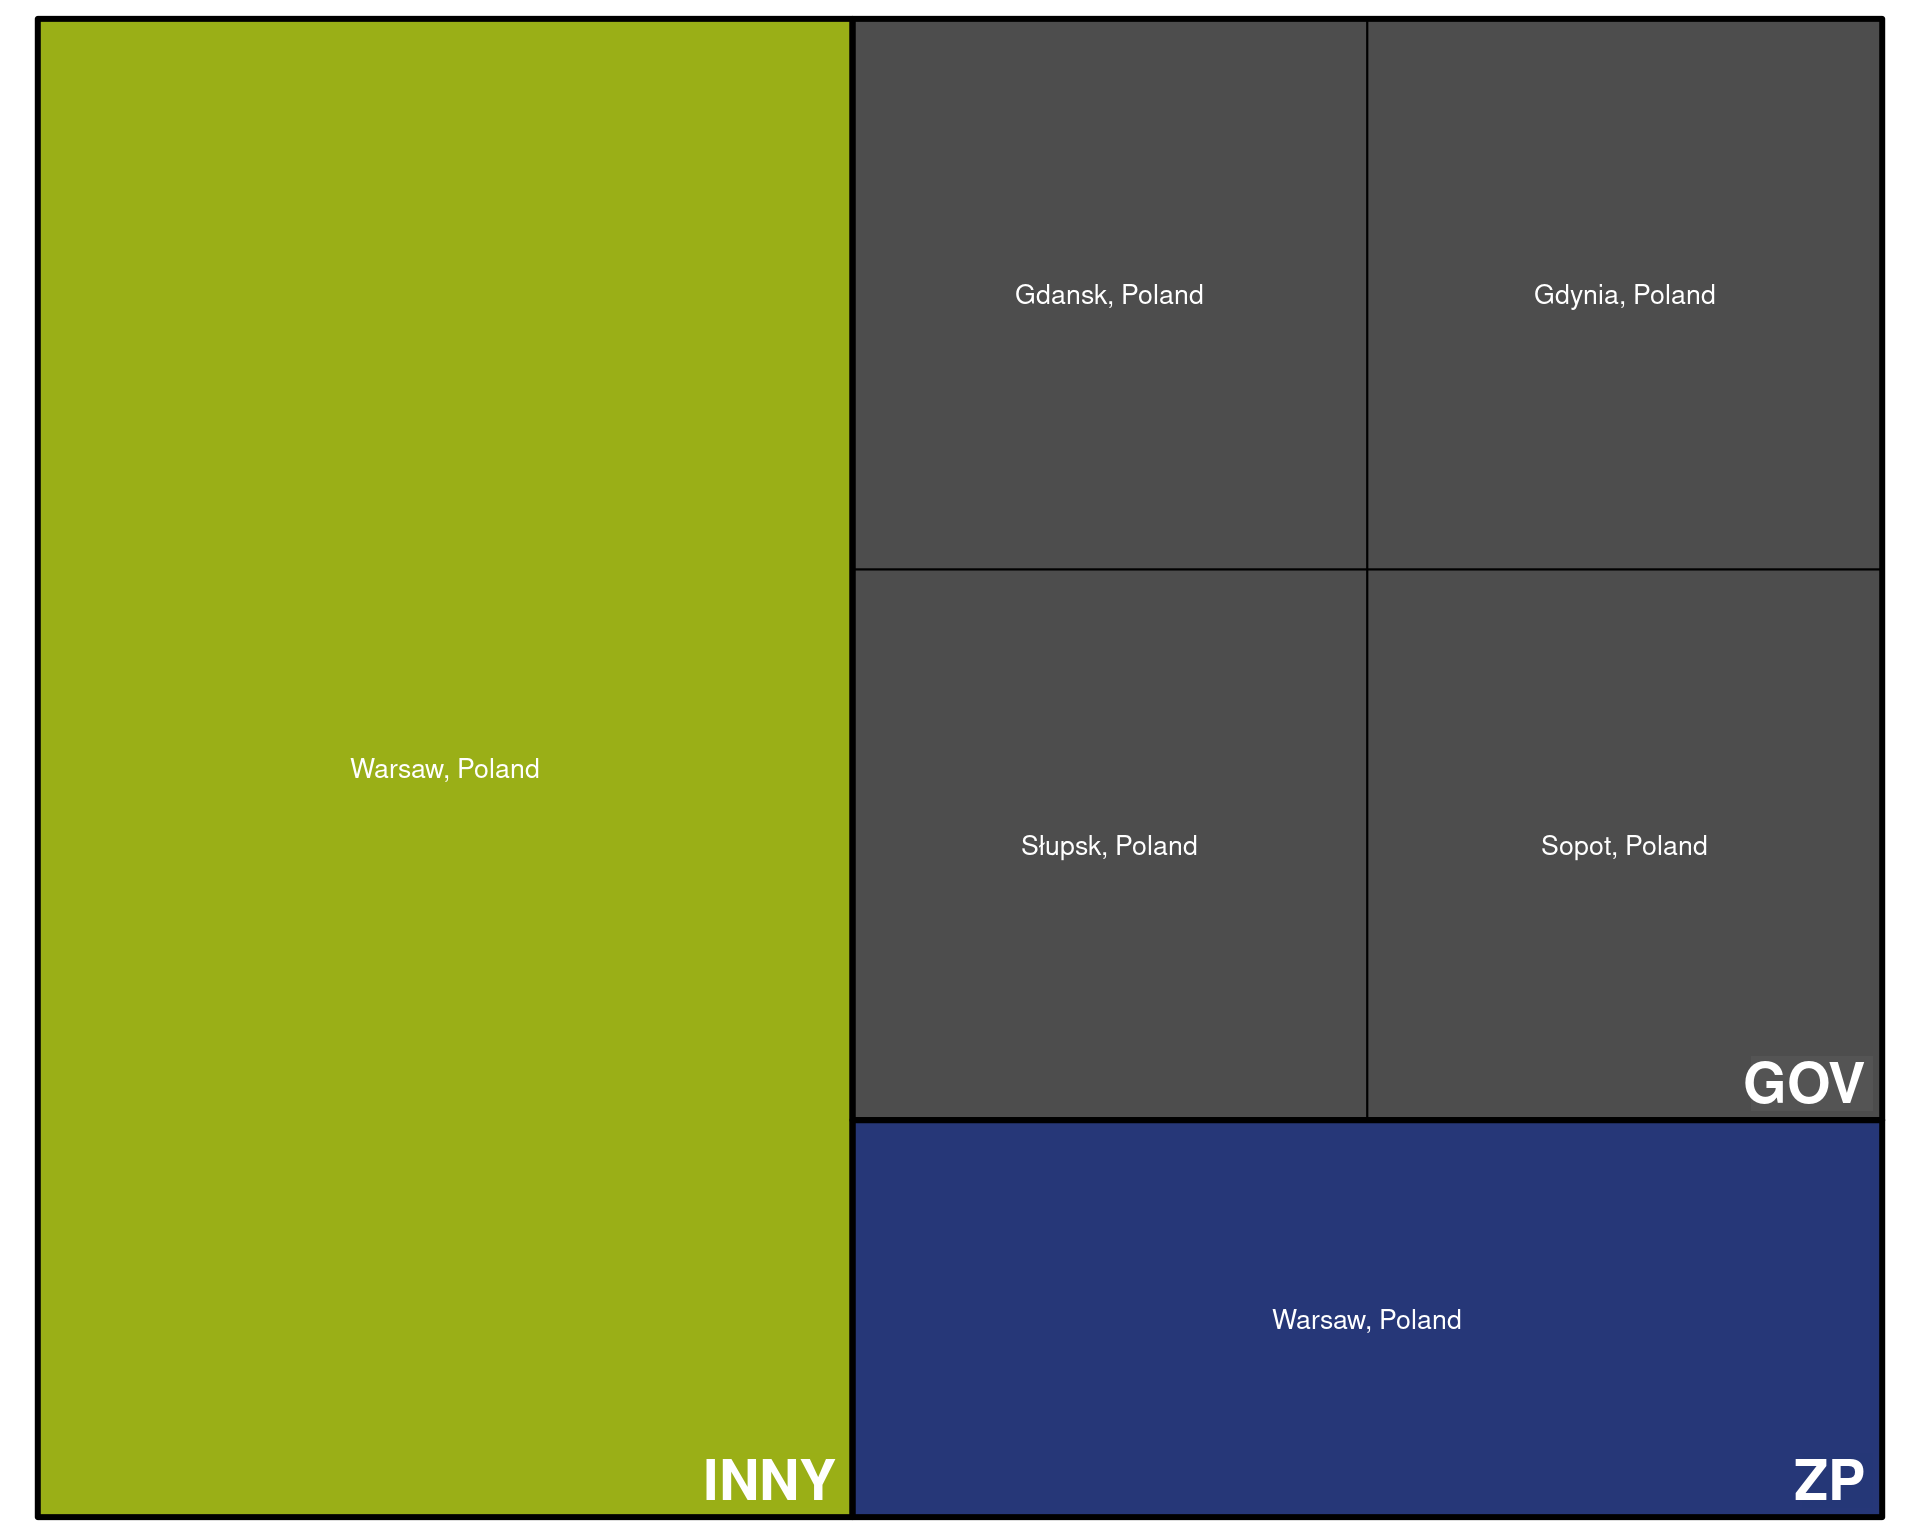 Warsaw, Poland
INNY
Gdansk, Poland
Gdynia, Poland
Słupsk, Poland
Sopot, Poland
GOV
Warsaw, Poland
ZP